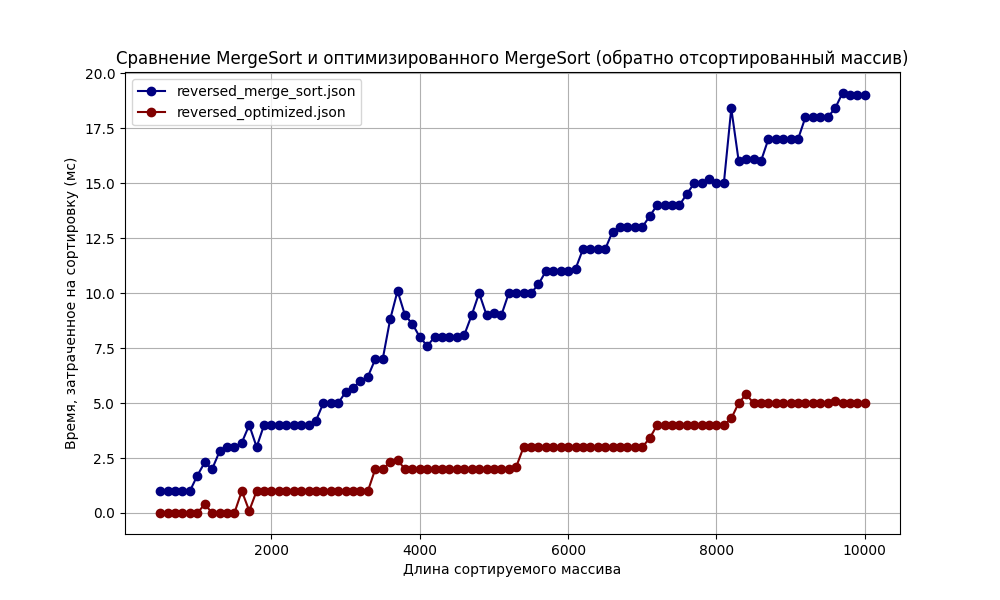 Сравнение MergeSort и оптимизированного MergeSort (обратно отсортированный массив)
reversed_merge_sort.json
reversed_optimized.json
Время, затраченное на сортировку (мс)
20.0
17.5
15.0
12.5
10.0
7.5
5.0
2.5
0.0
2000 4000 6000 8000 10000
Длина сортируемого массива